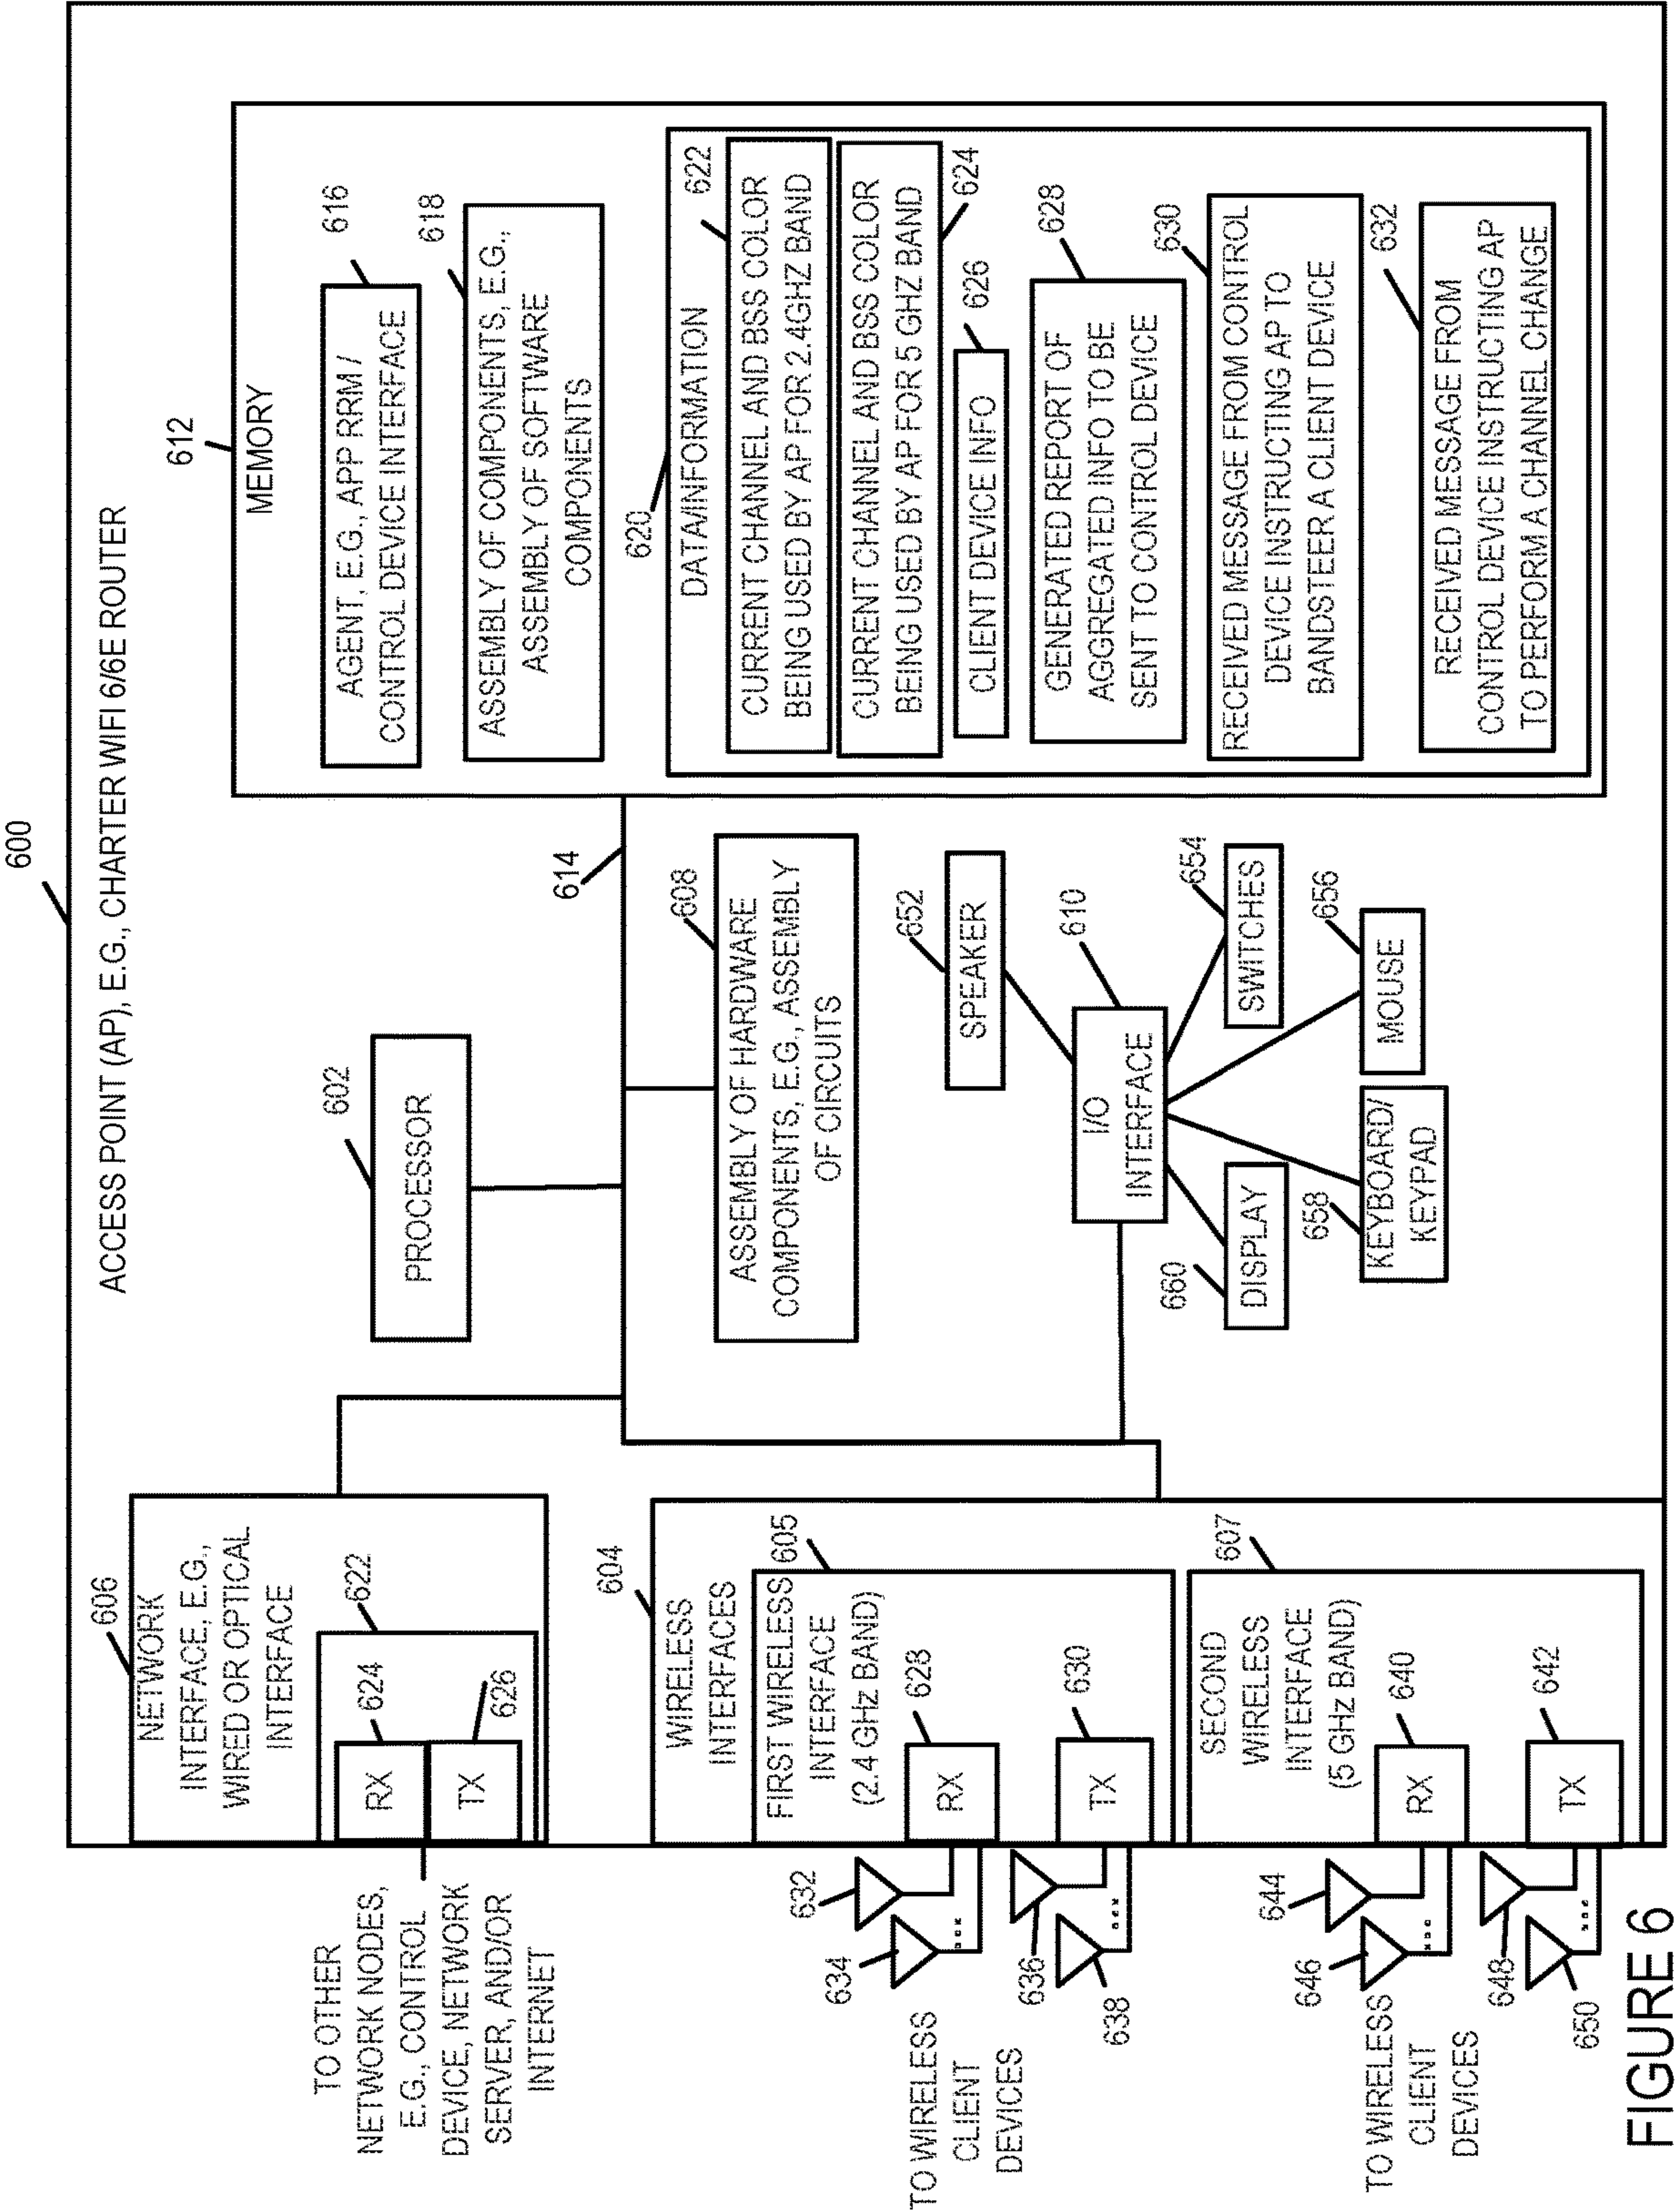 600
ACCESS POINT (AP), E.G., CHARTER WIFI 6/6E ROUTER
606
NETWORK
INTERFACE, E.G.,
WIRED OR OPTICAL
INTERFACE
622
624
RX
626
TX
TO OTHER
NETWORK NODES,
E.G., CONTROL
DEVICE, NETWORK
SERVER, AND/OR
INTERNET
604
WIRELESS
INTERFACES
605
FIRST WIRELESS
INTERFACE
(2.4 GHz BAND)
628
RX
630
TX
632
634
...
636
638
...
TO WIRELESS
CLIENT
DEVICES
607
SECOND
WIRELESS
INTERFACE
(5 GHz BAND)
640
RX
642
TX
644
646
...
648
650
...
TO WIRELESS
CLIENT
DEVICES
602
PROCESSOR
614
608
ASSEMBLY OF HARDWARE
COMPONENTS, E.G., ASSEMBLY
OF CIRCUITS
652
SPEAKER
610
I/O
INTERFACE
654
SWITCHES
656
MOUSE
658
KEYBOARD/
KEYPAD
660
DISPLAY
612
MEMORY
616
AGENT, E.G., APP RRM /
CONTROL DEVICE INTERFACE
618
ASSEMBLY OF COMPONENTS, E.G.,
ASSEMBLY OF SOFTWARE
COMPONENTS
620
DATA/INFORMATION
622
CURRENT CHANNEL AND BSS COLOR
BEING USED BY AP FOR 2.4GHZ BAND
624
CURRENT CHANNEL AND BSS COLOR
BEING USED BY AP FOR 5 GHZ BAND
626
CLIENT DEVICE INFO
628
GENERATED REPORT OF
AGGREGATED INFO TO BE
SENT TO CONTROL DEVICE
630
RECEIVED MESSAGE FROM CONTROL
DEVICE INSTRUCTING AP TO
BANDSTEER A CLIENT DEVICE
632
RECEIVED MESSAGE FROM
CONTROL DEVICE INSTRUCTING AP
TO PERFORM A CHANNEL CHANGE
FIGURE 6